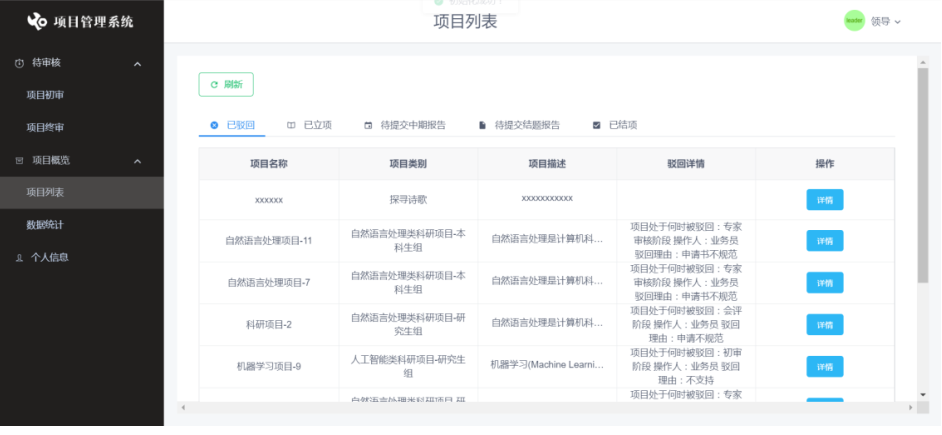 项目管理系统
项目列表
leader 领导
待审核
项目初审
项目终审
项目概览
项目列表
数据统计
个人信息
刷新
已驳回 已立项 待提交中期报告 待提交结题报告 已结项
项目名称 项目类别 项目描述 驳回详情 操作
xxxxxx 探寻诗歌 xxxxxxxxxxx 详情
自然语言处理项目-11 自然语言处理类科研项目-本
科生组 自然语言处理是计算机科... 项目处于何时被驳回：专家
审核阶段 操作人：业务员
驳回理由：申请书不规范 详情
自然语言处理项目-7 自然语言处理类科研项目-本
科生组 自然语言处理是计算机科... 项目处于何时被驳回：专家
审核阶段 操作人：业务员
驳回理由：申请书不规范 详情
科研项目-2 自然语言处理类科研项目-研
究生组 自然语言处理是计算机科... 项目处于何时被驳回：会评
阶段 操作人：业务员 驳回
理由：申请不规范 详情
机器学习项目-9 人工智能类科研项目-研究生
组 机器学习(Machine Learni... 项目处于何时被驳回：初审
阶段 操作人：业务员 驳回
理由：不支持 详情
自然语言处理类科研项目-研 项目处于何时被驳回：专家